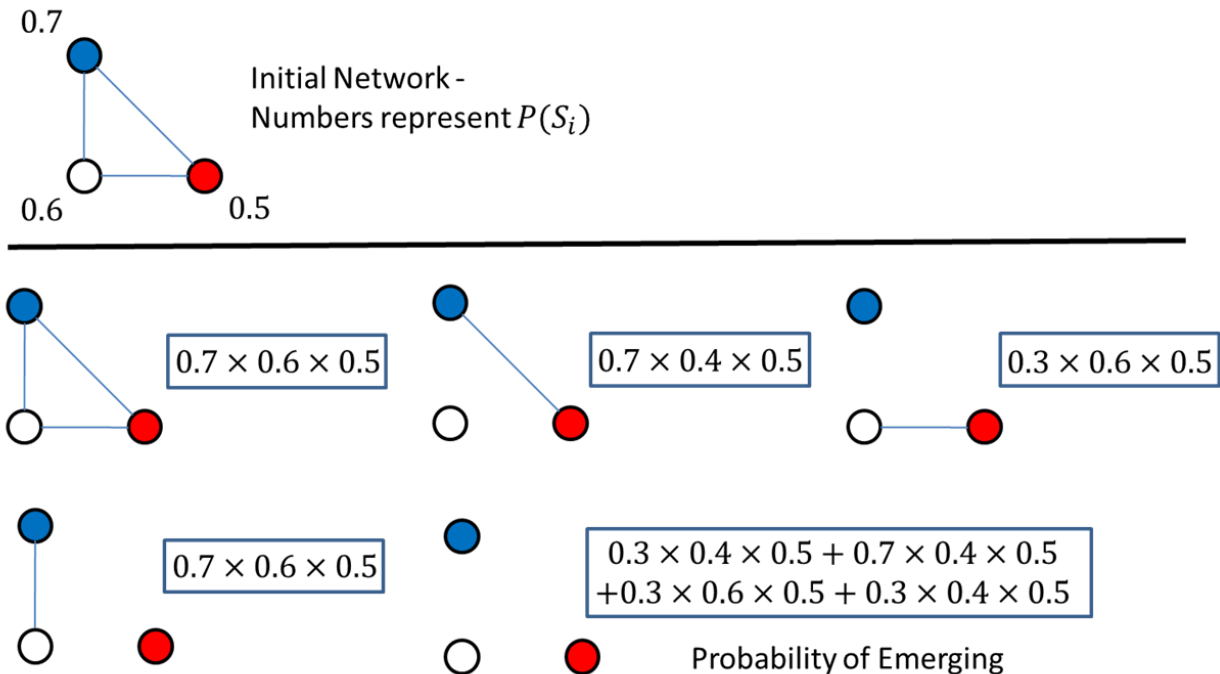 0.7
Initial Network -
Numbers represent P(S_i)
0.6
0.5
0.7 × 0.6 × 0.5
0.7 × 0.4 × 0.5
0.3 × 0.6 × 0.5
0.7 × 0.6 × 0.5
0.3 × 0.4 × 0.5 + 0.7 × 0.4 × 0.5
+0.3 × 0.6 × 0.5 + 0.3 × 0.4 × 0.5
Probability of Emerging